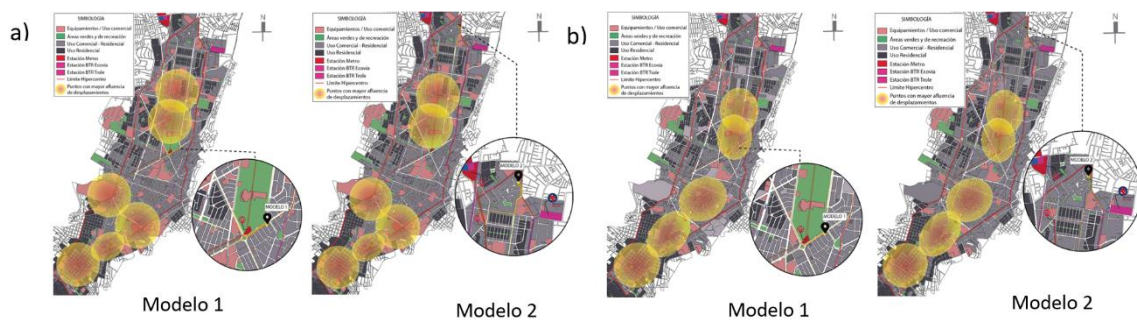 a)
SIMBOLOGÍA
Equipamientos / Uso comercial
Áreas verdes y de recreación
Uso Comercial - Residencial
Uso Residencial
Estación Metro
Estación BTR Ecovía
Estación BTR Trole
Límite Hipercentro
Puntos con mayor afluencia
de desplazamientos
N
MODELO 1
Modelo 1
SIMBOLOGÍA
Equipamientos / Uso comercial
Áreas verdes y de recreación
Uso Comercial - Residencial
Uso Residencial
Estación Metro
Estación BTR Ecovía
Estación BTR Trole
Límite Hipercentro
Puntos con mayor afluencia
de desplazamientos
N
MODELO 2
Modelo 2
b)
SIMBOLOGÍA
Equipamientos / Uso comercial
Áreas verdes y de recreación
Uso Comercial - Residencial
Uso Residencial
Estación Metro
Estación BTR Ecovía
Estación BTR Trole
Límite Hipercentro
Puntos con mayor afluencia
de desplazamientos
N
MODELO 1
Modelo 1
SIMBOLOGÍA
Equipamientos / Uso comercial
Áreas verdes y de recreación
Uso Comercial - Residencial
Uso Residencial
Estación Metro
Estación BTR Ecovía
Estación BTR Trole
Límite Hipercentro
Puntos con mayor afluencia
de desplazamientos
N
MODELO 2
Modelo 2